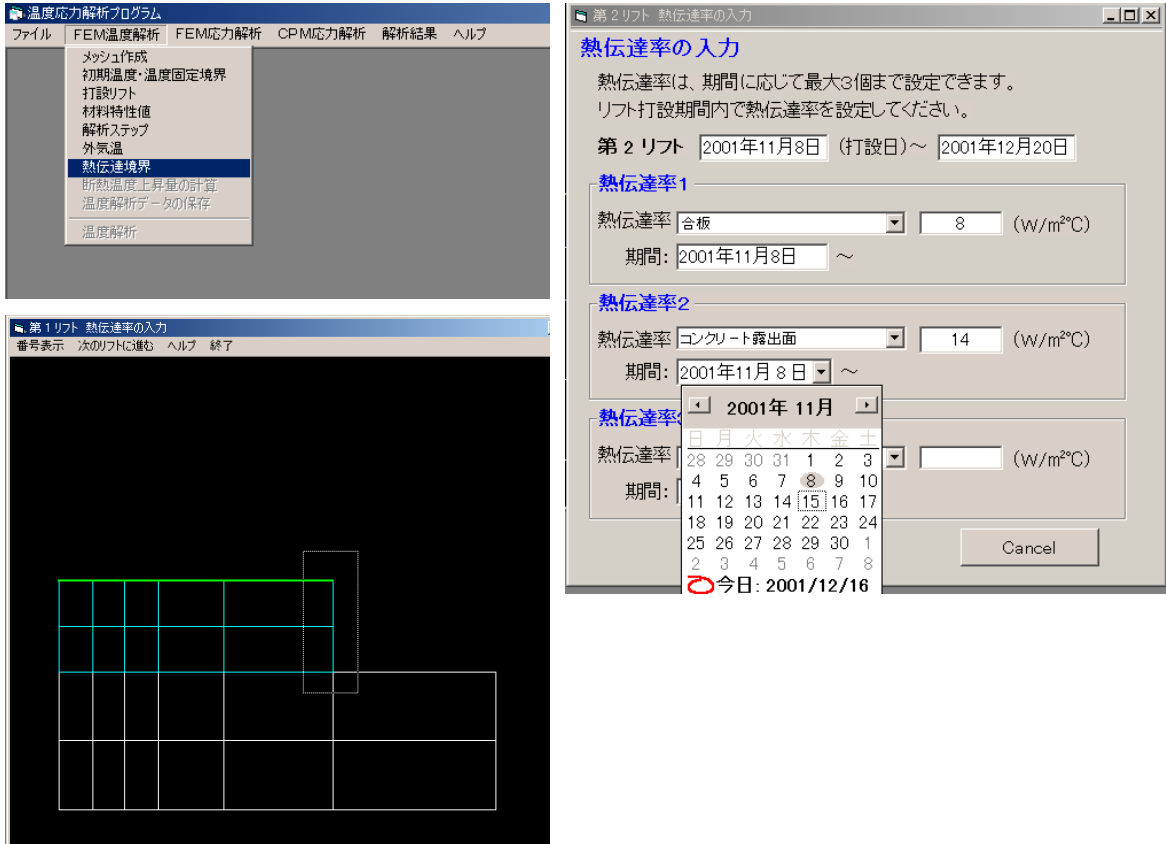 温度応力解析プログラム
ファイル FEM温度解析 FEM応力解析 CPM応力解析 解析結果 ヘルプ
メッシュ作成
初期温度・温度固定境界
打設リフト
材料特性値
解析ステップ
外気温
熱伝達境界
断熱温度上昇量の計算
温度解析データの保存
温度解析
第1リフト 熱伝達率の入力
番号表示 次のリフトに進む ヘルプ 終了
第2リフト 熱伝達率の入力
熱伝達率の入力
熱伝達率は、期間に応じて最大3個まで設定できます。
リフト打設期間内で熱伝達率を設定してください。
第2リフト 2001年11月8日 (打設日)～ 2001年12月20日
熱伝達率1
熱伝達率 合板 8 (W/m²℃)
期間: 2001年11月8日 ～
熱伝達率2
熱伝達率 コンクリート露出面 14 (W/m²℃)
期間: 2001年11月 8日 ～
熱伝達率
熱伝達率 (W/m²℃)
期間:
2001年 11月
日 月 火 水 木 金 土
28 29 30 31 1 2 3
4 5 6 7 8 9 10
11 12 13 14 15 16 17
18 19 20 21 22 23 24
25 26 27 28 29 30 1
2 3 4 5 6 7 8
今日: 2001/12/16
Cancel